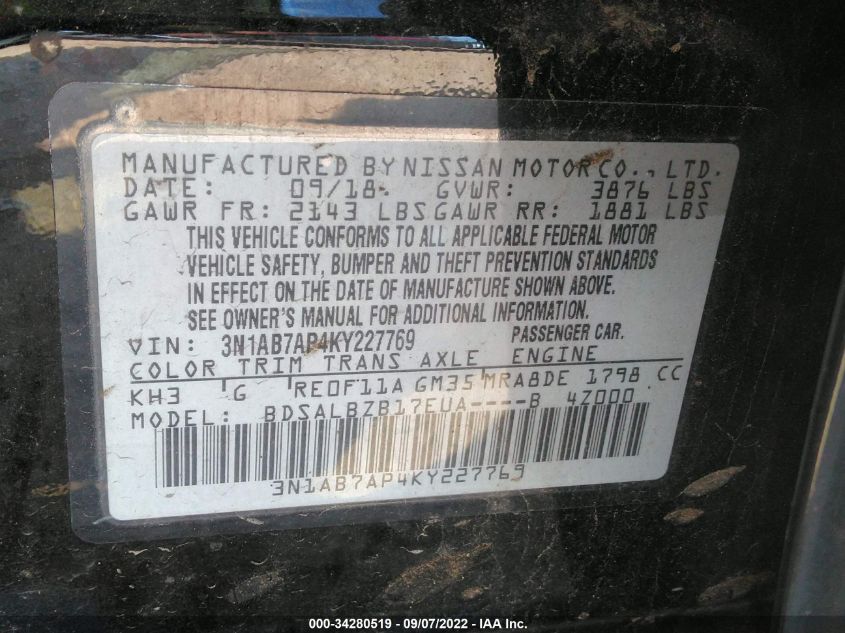 MANUFACTURED BY NISSAN MOTOR CO., LTD.
DATE: 09/18 GVWR: 3876 LBS
GAWR FR: 2143 LBS GAWR RR: 1881 LBS
THIS VEHICLE CONFORMS TO ALL APPLICABLE FEDERAL MOTOR
VEHICLE SAFETY, BUMPER AND THEFT PREVENTION STANDARDS
IN EFFECT ON THE DATE OF MANUFACTURE SHOWN ABOVE.
SEE OWNER'S MANUAL FOR ADDITIONAL INFORMATION.
VIN: 3N1AB7AP4KY227769 PASSENGER CAR.
COLOR TRIM TRANS AXLE ENGINE
KH3 G RE0F11A GM35 MRA8DE 1798 CC
MODEL: BDSALBZB17EUA----B 4Z000
3N1AB7AP4KY227769
000-34280519 - 09/07/2022 - IAA Inc.